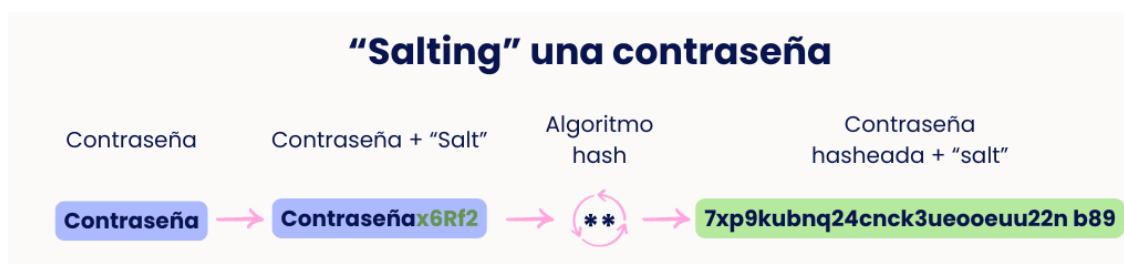 “Salting” una contraseña
Contraseña
Contraseña + “Salt”
Algoritmo
hash
Contraseña
hasheada + “salt”
Contraseña
Contraseñax6Rf2
**
7xp9kubnq24cnck3ueooeuu22n b89